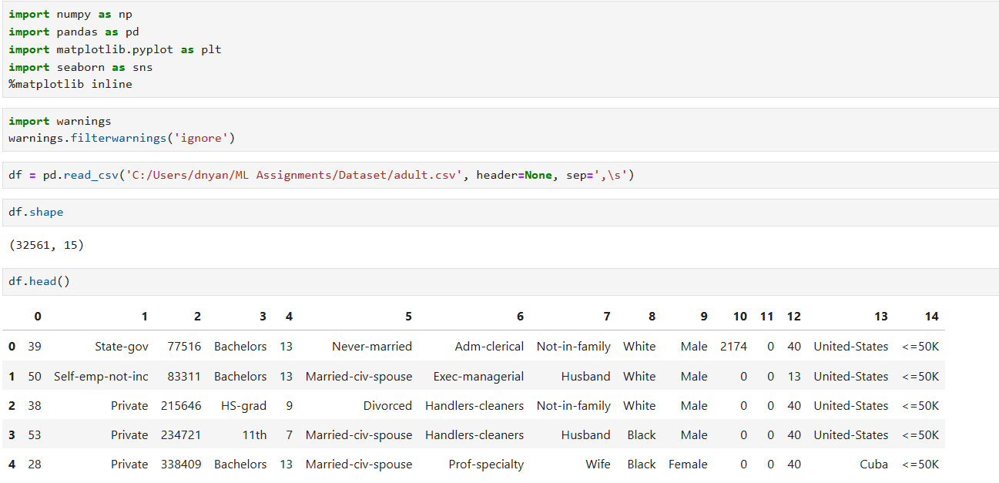 import numpy as np
import pandas as pd
import matplotlib.pyplot as plt
import seaborn as sns
%matplotlib inline
import warnings
warnings.filterwarnings('ignore')
df = pd.read_csv('C:/Users/dnyan/ML Assignments/Dataset/adult.csv', header=None, sep=',\s')
df.shape
(32561, 15)
df.head()
0 1 2 3 4 5 6 7 8 9 10 11 12 13 14
0 39 State-gov 77516 Bachelors 13 Never-married Adm-clerical Not-in-family White Male 2174 0 40 United-States <=50K
1 50 Self-emp-not-inc 83311 Bachelors 13 Married-civ-spouse Exec-managerial Husband White Male 0 0 13 United-States <=50K
2 38 Private 215646 HS-grad 9 Divorced Handlers-cleaners Not-in-family White Male 0 0 40 United-States <=50K
3 53 Private 234721 11th 7 Married-civ-spouse Handlers-cleaners Husband Black Male 0 0 40 United-States <=50K
4 28 Private 338409 Bachelors 13 Married-civ-spouse Prof-specialty Wife Black Female 0 0 40 Cuba <=50K